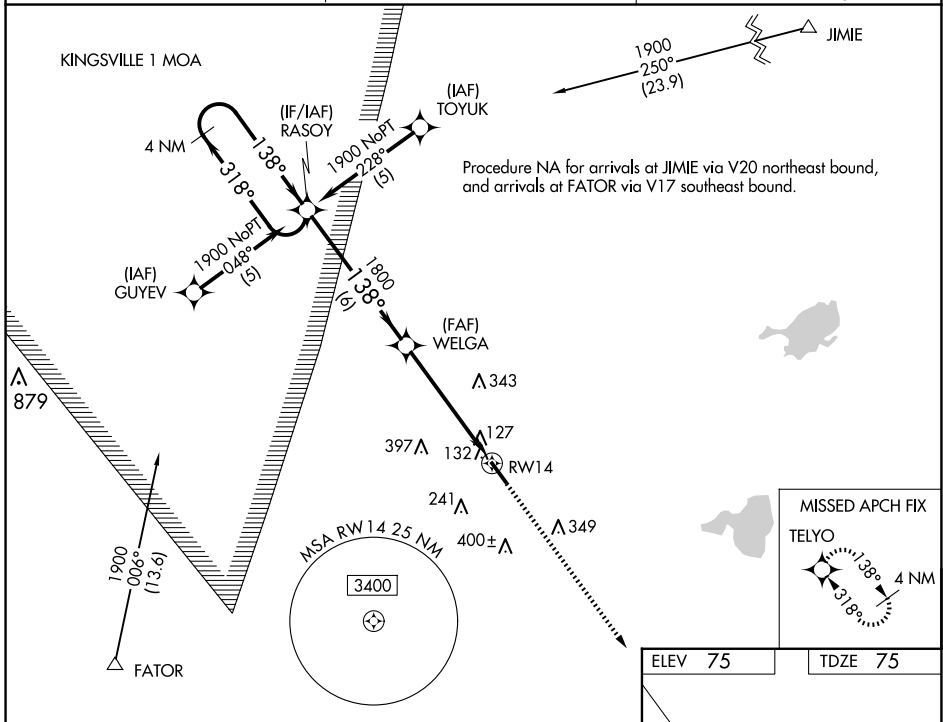 KINGSVILLE 1 MOA
JIMIE
1900
250°
(23.9)
(IAF)
TOYUK
(IF/IAF)
RASOY
4 NM
138°
318°
1900 NoPT
228°
(5)
Procedure NA for arrivals at JIMIE via V20 northeast bound,
and arrivals at FATOR via V17 southeast bound.
1900 NoPT
048°
(5)
(IAF)
GUYEV
1800
138°
(6)
(FAF)
WELGA
343
879
127
397
132
RW14
241
349
400±
MISSED APCH FIX
TELYO
138°
4 NM
318°
MSA RW14 25 NM
3400
1900
006°
(13.6)
FATOR
ELEV 75
TDZE 75